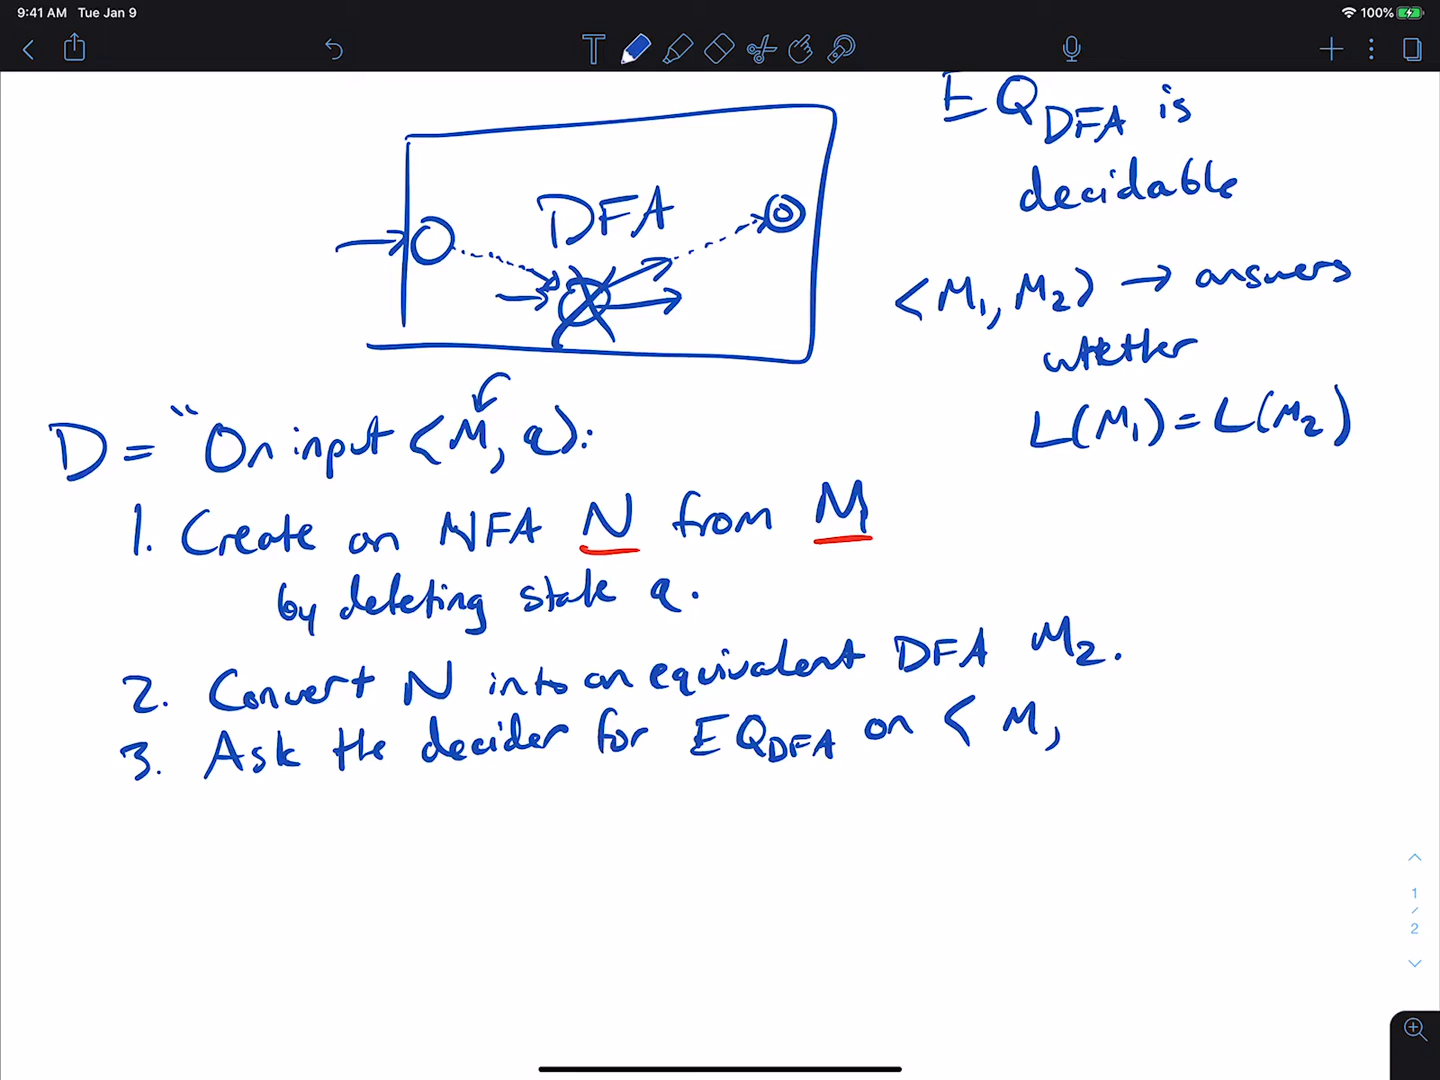 9:41 AM Tue Jan 9
100%
T
EQ_DFA is
decidable
DFA
<M₁, M₂> → answers
whether
L(M₁) = L(M₂)
D = "On input <M, q>:
1. Create an NFA N from M
by deleting state q.
2. Convert N into an equivalent DFA M₂.
3. Ask the decider for EQ_DFA on < M,
1
/
2